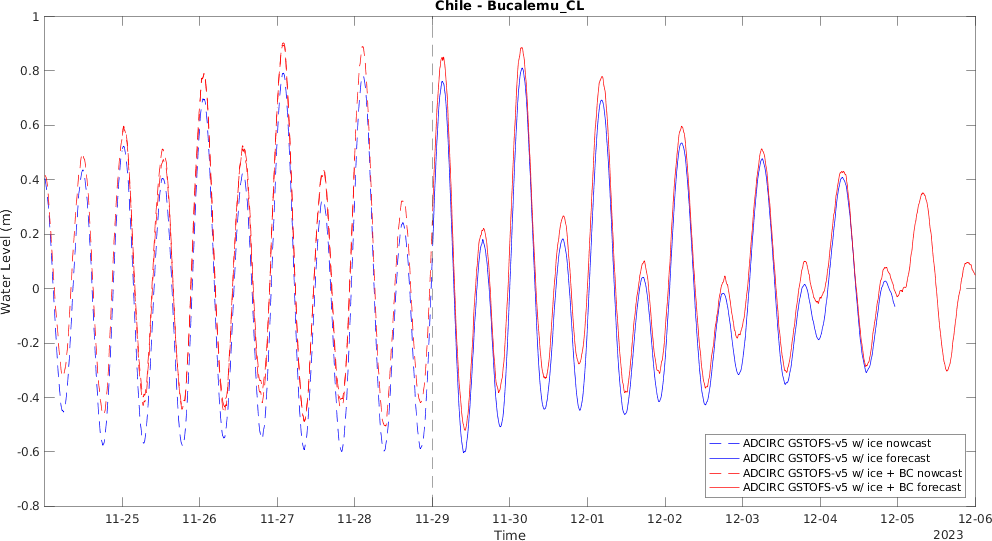 Chile - Bucalemu_CL
Water Level (m)
1
0.8
0.6
0.4
0.2
0
-0.2
-0.4
-0.6
-0.8
ADCIRC GSTOFS-v5 w/ ice nowcast
ADCIRC GSTOFS-v5 w/ ice forecast
ADCIRC GSTOFS-v5 w/ ice + BC nowcast
ADCIRC GSTOFS-v5 w/ ice + BC forecast
11-25 11-26 11-27 11-28 11-29 11-30 12-01 12-02 12-03 12-04 12-05 12-06
Time
2023